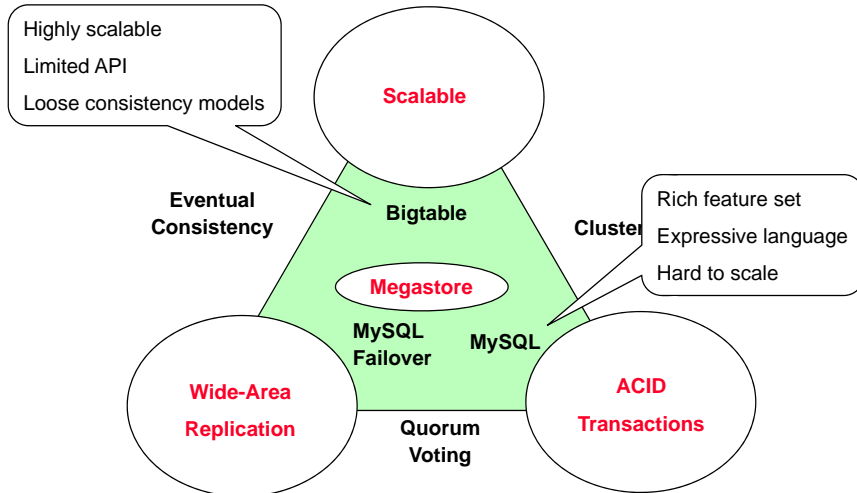 Highly scalable
Limited API
Loose consistency models
Scalable
Eventual
Consistency
Bigtable
Cluster
Rich feature set
Expressive language
Hard to scale
Megastore
MySQL
Failover
MySQL
Wide-Area
Replication
ACID
Transactions
Quorum
Voting